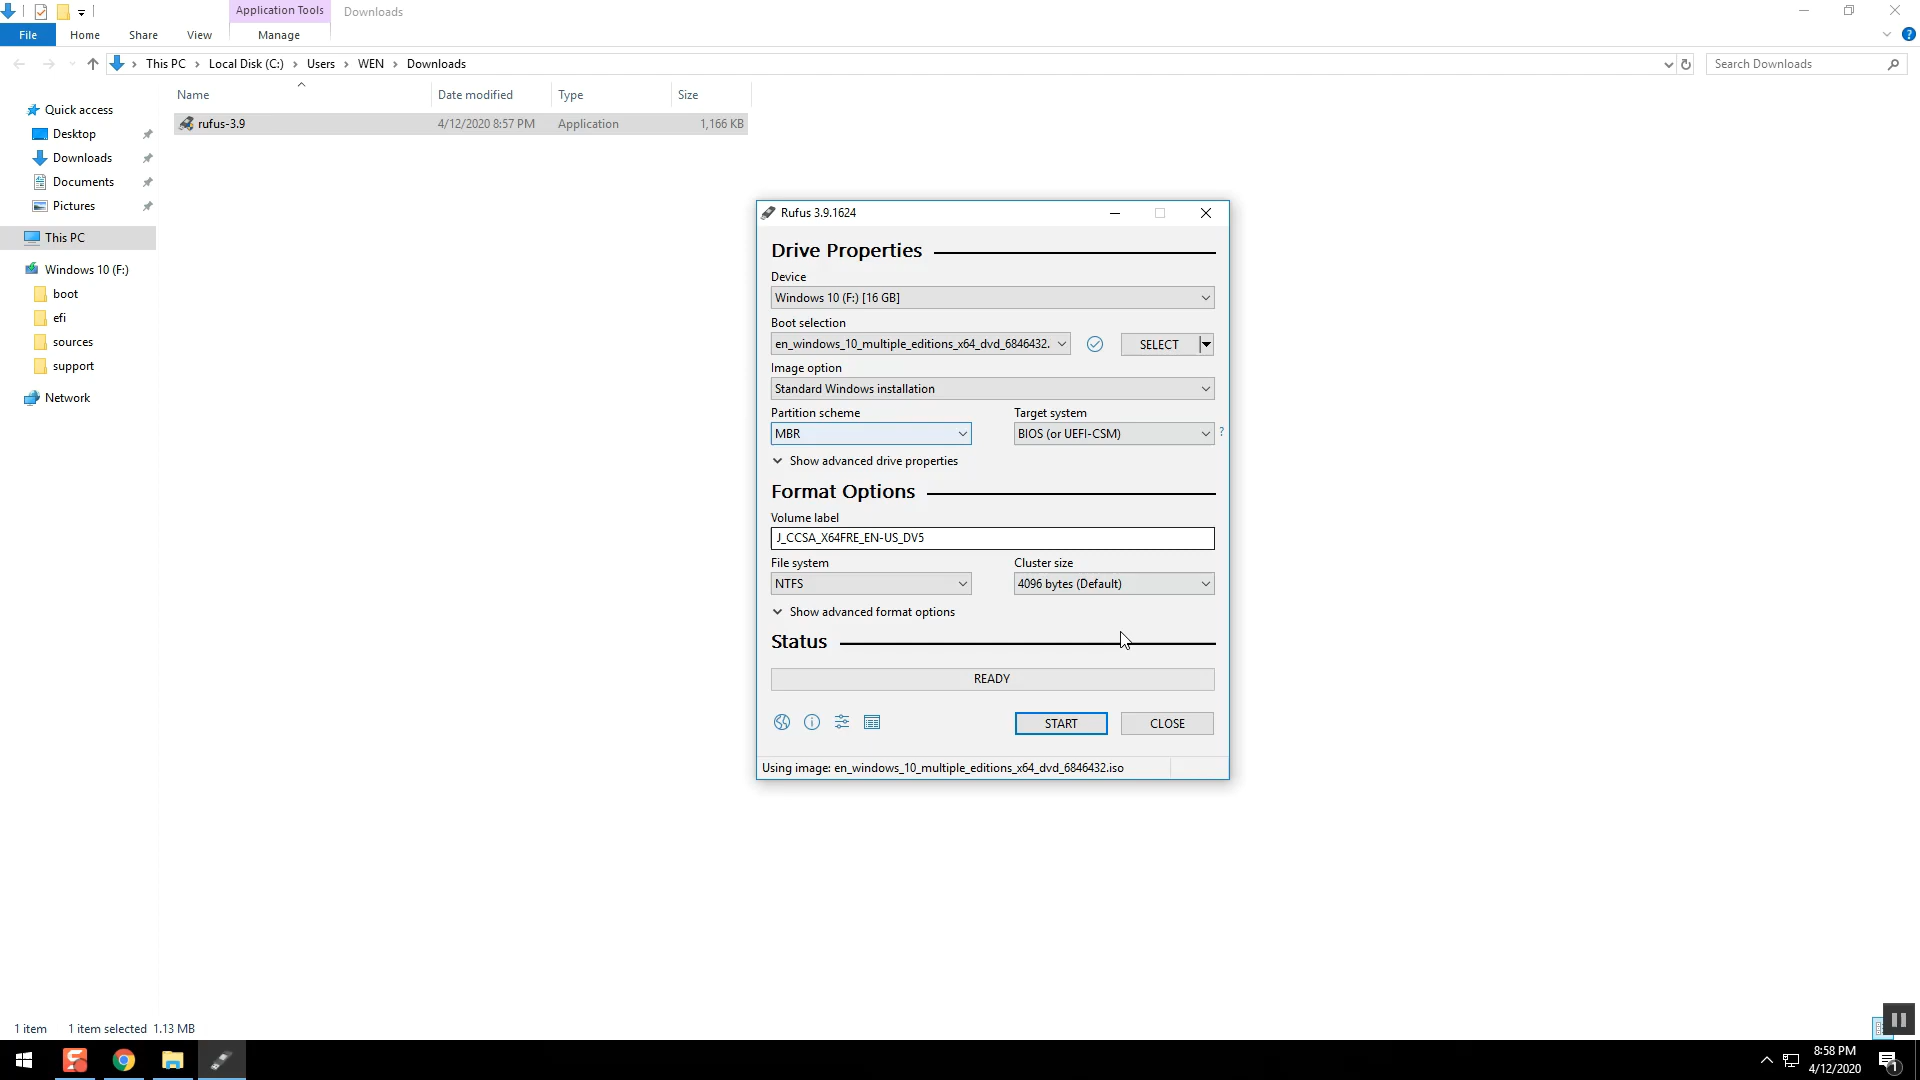 Application Tools
Downloads
File
Home
Share
View
Manage
This PC
Local Disk (C:)
Users
WEN
Downloads
Search Downloads
Name
Date modified
Type
Size
rufus-3.9
4/12/2020 8:57 PM
Application
1,166 KB
Quick access
Desktop
Downloads
Documents
Pictures
This PC
Windows 10 (F:)
boot
efi
sources
support
Network
Rufus 3.9.1624
Drive Properties
Device
Windows 10 (F:) [16 GB]
Boot selection
en_windows_10_multiple_editions_x64_dvd_6846432.
SELECT
Image option
Standard Windows installation
Partition scheme
Target system
MBR
BIOS (or UEFI-CSM)
?
Show advanced drive properties
Format Options
Volume label
J_CCSA_X64FRE_EN-US_DV5
File system
Cluster size
NTFS
4096 bytes (Default)
Show advanced format options
Status
READY
START
CLOSE
Using image: en_windows_10_multiple_editions_x64_dvd_6846432.iso
1 item
1 item selected 1.13 MB
8:58 PM
4/12/2020
1